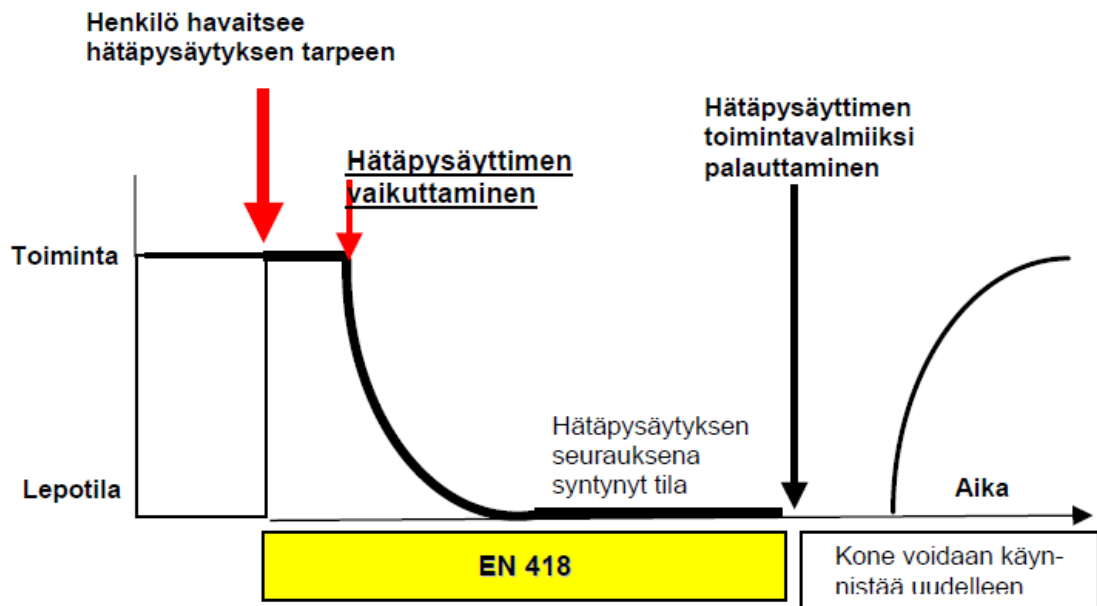 Henkilö havaitsee
hätäpysäytyksen tarpeen
Hätäpysäyttimen
vaikuttaminen
Hätäpysäyttimen
toimintavalmiiksi
palauttaminen
Toiminta
Hätäpysäytyksen
seurauksena
syntynyt tila
Lepotila
Aika
EN 418
Kone voidaan käyn-
nistää uudelleen